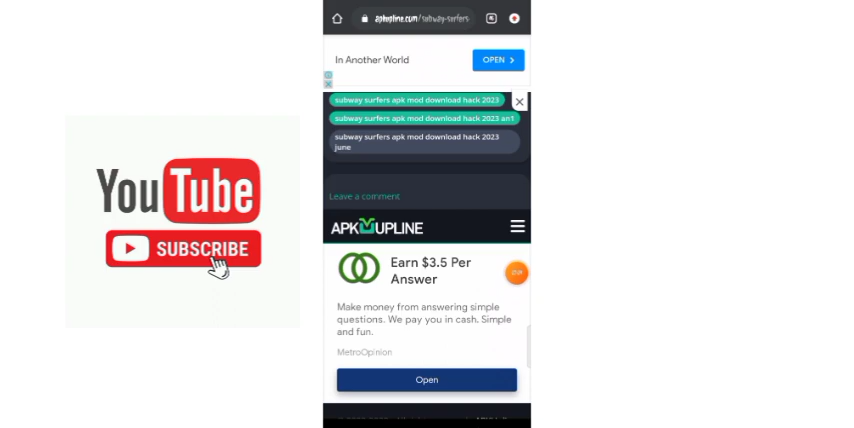 apkupline.com/subway-surfers
In Another World
OPEN
subway surfers apk mod download hack 2023
subway surfers apk mod download hack 2023 an1
subway surfers apk mod download hack 2023
june
Leave a comment
APK UPLINE
YouTube
SUBSCRIBE
Earn $3.5 Per
Answer
Make money from answering simple
questions. We pay you in cash. Simple
and fun.
MetroOpinion
Open